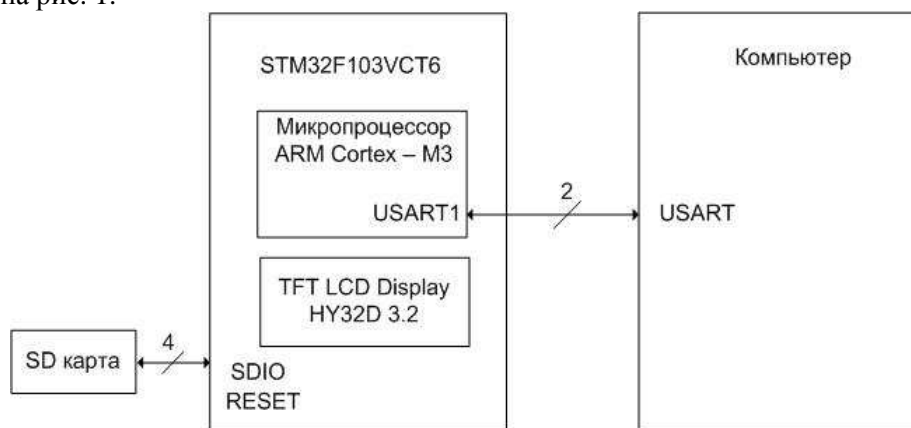 на рис. 1.
STM32F103VCT6
Компьютер
Микропроцессор
ARM Cortex – M3
USART1
2
USART
TFT LCD Display
HY32D 3.2
SD карта
4
SDIO
RESET